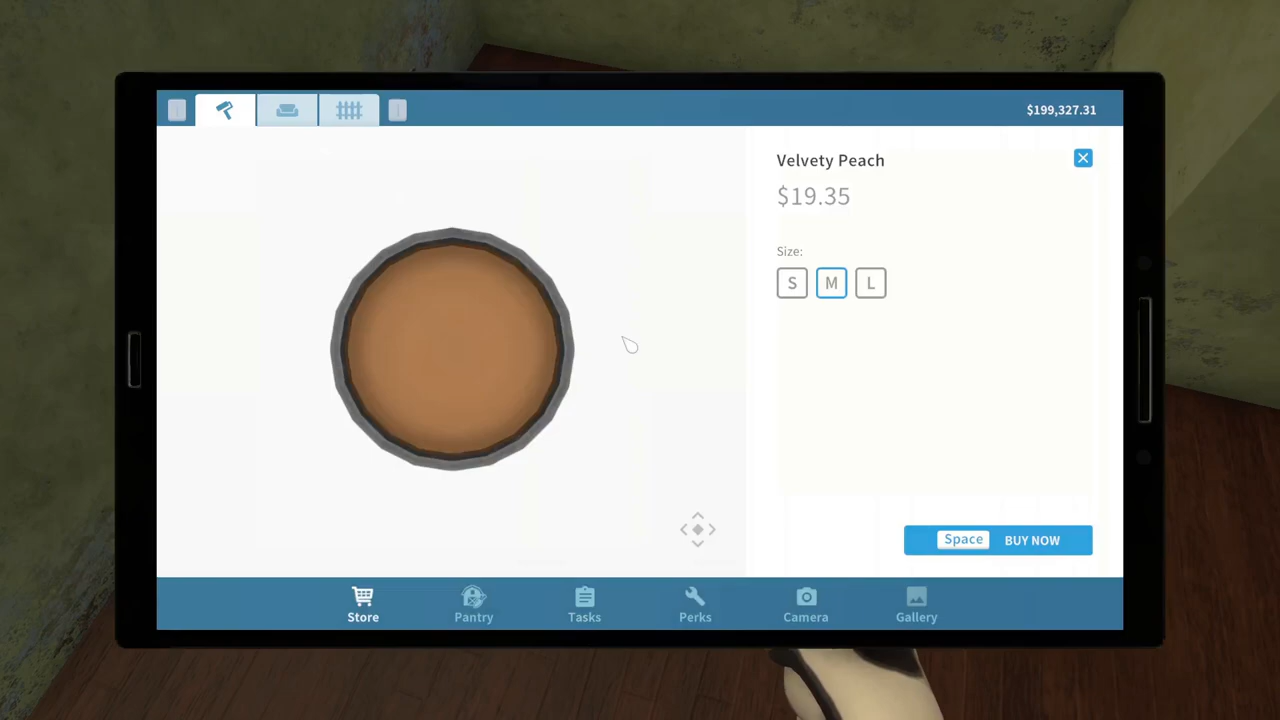 $199,327.31
Velvety Peach
$19.35
Size:
S M L
Space BUY NOW
Store Pantry Tasks Perks Camera Gallery